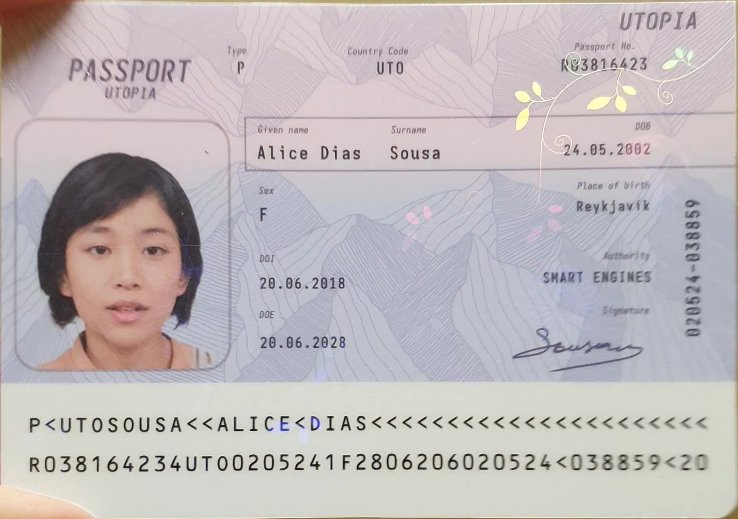 UTOPIA
PASSPORT
UTOPIA
Type
P
Country Code
UTO
Passport No.
R03816423
Given name
Alice Dias
Surname
Sousa
DOB
24.05.2002
Sex
F
Place of birth
Reykjavik
DOI
20.06.2018
Authority
SMART ENGINES
DOE
20.06.2028
Signature
Sousa
020524-038859
P<UTOSOUSA<<ALICE<DIAS<<<<<<<<<<<<<<<<<<<<<<
R038164234UTO0205241F2806206020524<038859<20